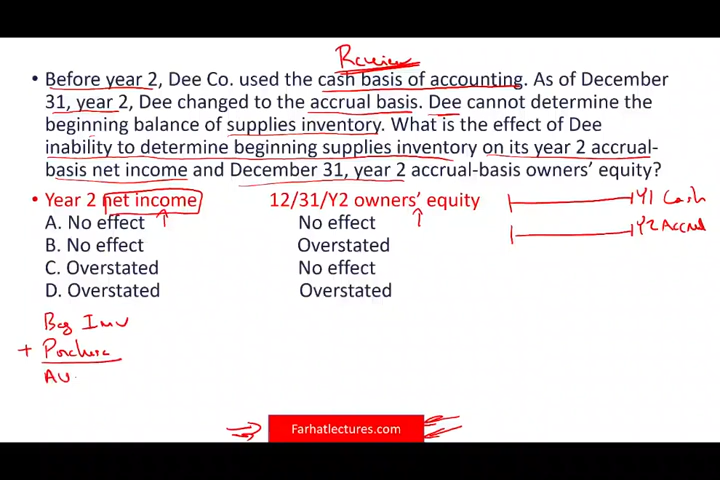 Review
• Before year 2, Dee Co. used the cash basis of accounting. As of December
31, year 2, Dee changed to the accrual basis. Dee cannot determine the
beginning balance of supplies inventory. What is the effect of Dee
inability to determine beginning supplies inventory on its year 2 accrual-
basis net income and December 31, year 2 accrual-basis owners’ equity?
• Year 2 net income 12/31/Y2 owners’ equity Y1 Cash
A. No effect No effect Y2 Accrual
B. No effect Overstated
C. Overstated No effect
D. Overstated Overstated
Beg Inv
+ Purchase
AV.
Farhatlectures.com